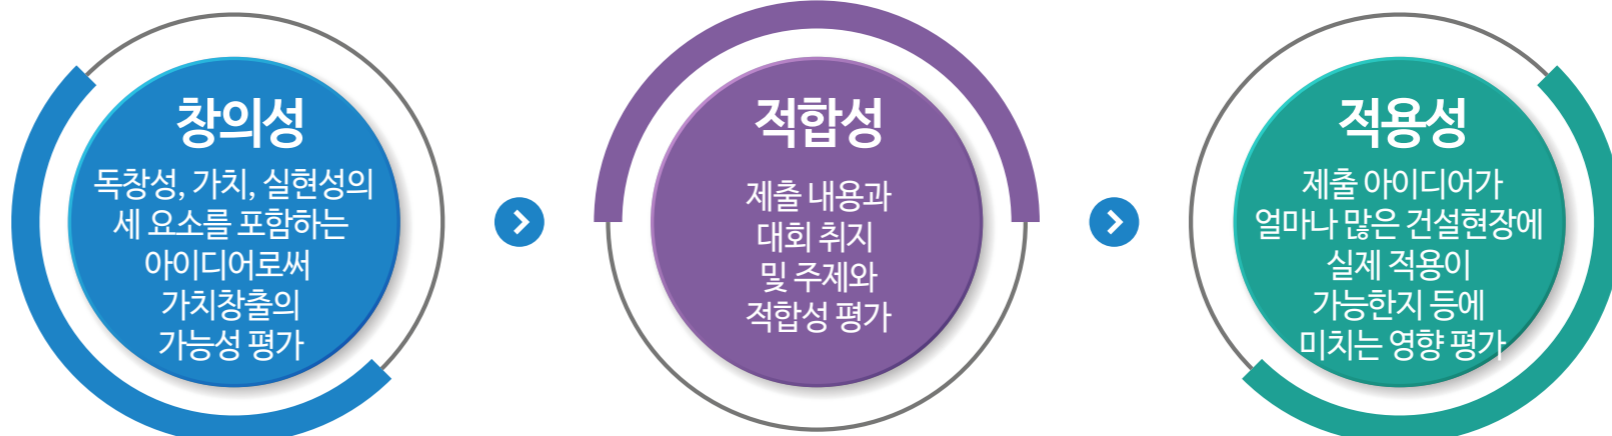 창의성
독창성, 가치, 실현성의
세 요소를 포함하는
아이디어로써
가치창출의
가능성 평가
적합성
제출 내용과
대회 취지
및 주제와
적합성 평가
적용성
제출 아이디어가
얼마나 많은 건설현장에
실제 적용이
가능한지 등에
미치는 영향 평가